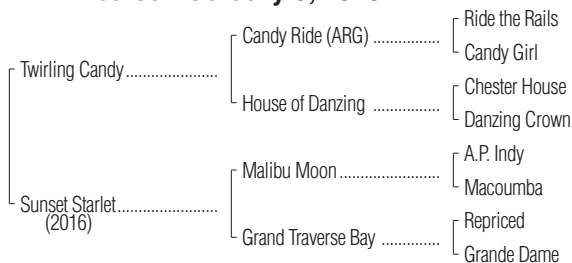 Ride the Rails
Candy Ride (ARG)
Candy Girl
Twirling Candy
Chester House
House of Danzing
Danzing Crown
A.P. Indy
Malibu Moon
Macoumba
Sunset Starlet
(2016)
Repriced
Grand Traverse Bay
Grande Dame